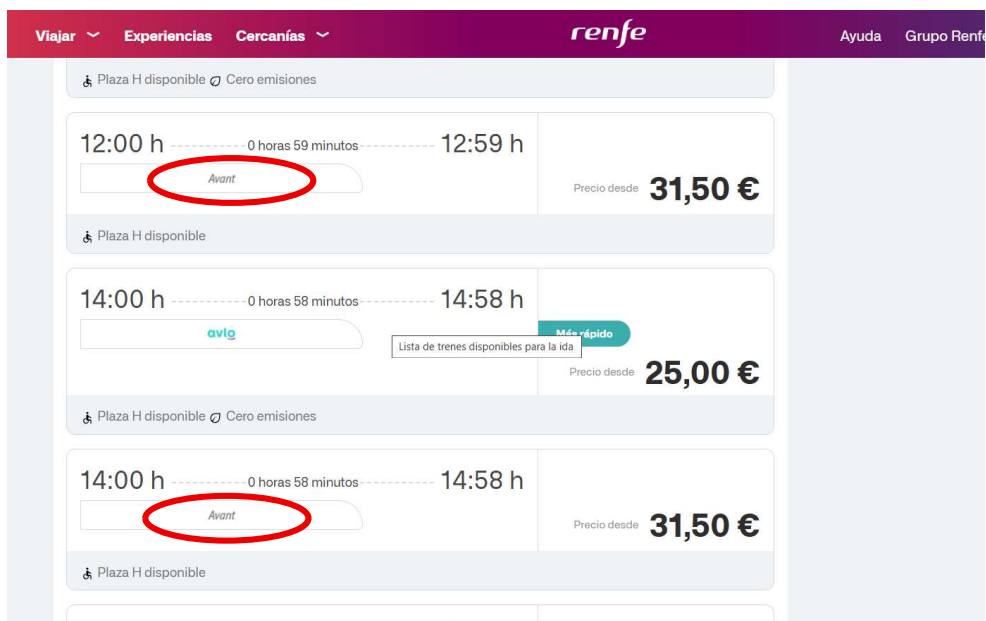 Viajar Experiencias Cercanías renfe Ayuda Grupo Renfe
Plaza H disponible Cero emisiones
12:00 h 0 horas 59 minutos 12:59 h
Avant
Precio desde 31,50 €
Plaza H disponible
14:00 h 0 horas 58 minutos 14:58 h
avlo
Más rápido
Lista de trenes disponibles para la ida
Precio desde 25,00 €
Plaza H disponible Cero emisiones
14:00 h 0 horas 58 minutos 14:58 h
Avant
Precio desde 31,50 €
Plaza H disponible